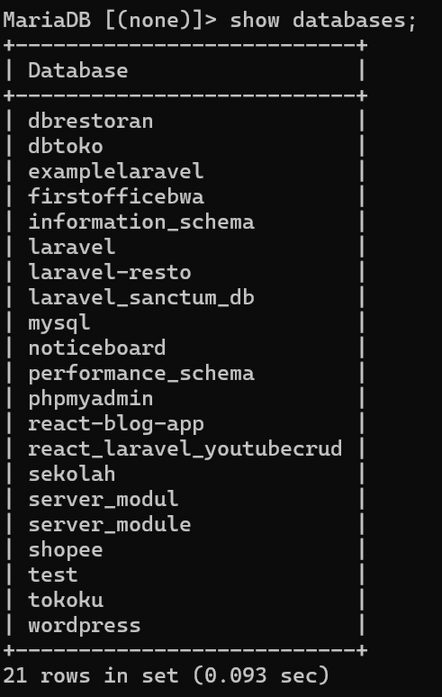 MariaDB [(none)]> show databases;
+---------------------------+
| Database                  |
+---------------------------+
| dbrestoran                |
| dbtoko                    |
| examplelaravel            |
| firstofficebwa            |
| information_schema        |
| laravel                   |
| laravel-resto             |
| laravel_sanctum_db        |
| mysql                     |
| noticeboard               |
| performance_schema        |
| phpmyadmin                |
| react-blog-app            |
| react_laravel_youtubecrud |
| sekolah                   |
| server_modul              |
| server_module             |
| shopee                    |
| test                      |
| tokoku                    |
| wordpress                 |
+---------------------------+
21 rows in set (0.093 sec)